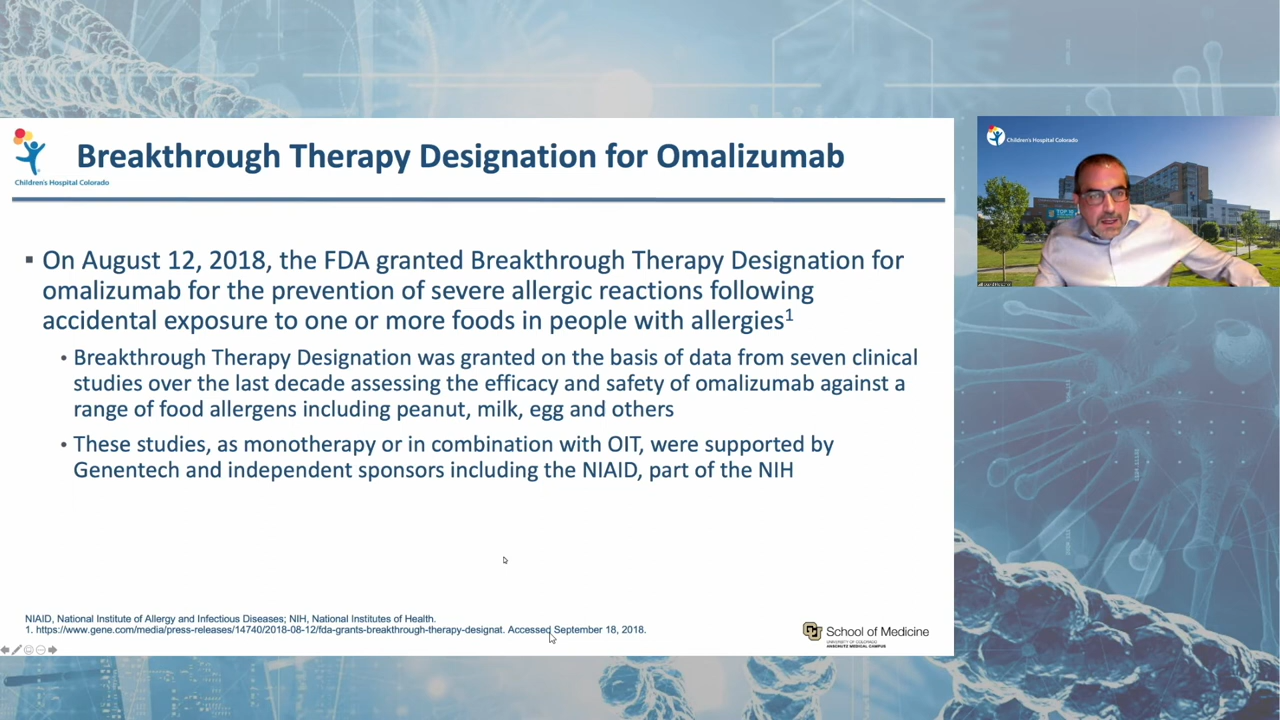 Children's Hospital Colorado
Breakthrough Therapy Designation for Omalizumab
▪ On August 12, 2018, the FDA granted Breakthrough Therapy Designation for
omalizumab for the prevention of severe allergic reactions following
accidental exposure to one or more foods in people with allergies¹
• Breakthrough Therapy Designation was granted on the basis of data from seven clinical
studies over the last decade assessing the efficacy and safety of omalizumab against a
range of food allergens including peanut, milk, egg and others
• These studies, as monotherapy or in combination with OIT, were supported by
Genentech and independent sponsors including the NIAID, part of the NIH
NIAID, National Institute of Allergy and Infectious Diseases; NIH, National Institutes of Health.
1. https://www.gene.com/media/press-releases/14740/2018-08-12/fda-grants-breakthrough-therapy-designat. Accessed September 18, 2018.
CU School of Medicine
UNIVERSITY OF COLORADO
ANSCHUTZ MEDICAL CAMPUS
Children's Hospital Colorado
TOP 10